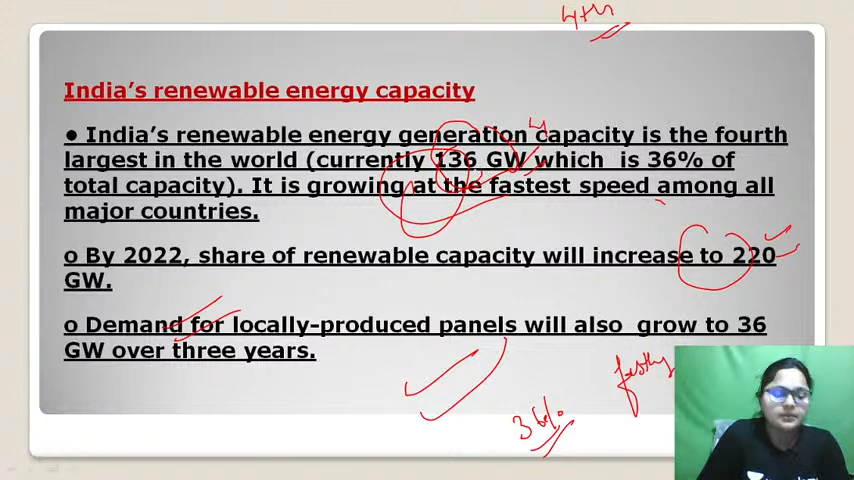 4th
India's renewable energy capacity
● India's renewable energy generation capacity is the fourth
largest in the world (currently 136 GW which is 36% of
total capacity). It is growing at the fastest speed among all
major countries.
o By 2022, share of renewable capacity will increase to 220
GW.
o Demand for locally-produced panels will also grow to 36
GW over three years.
36%